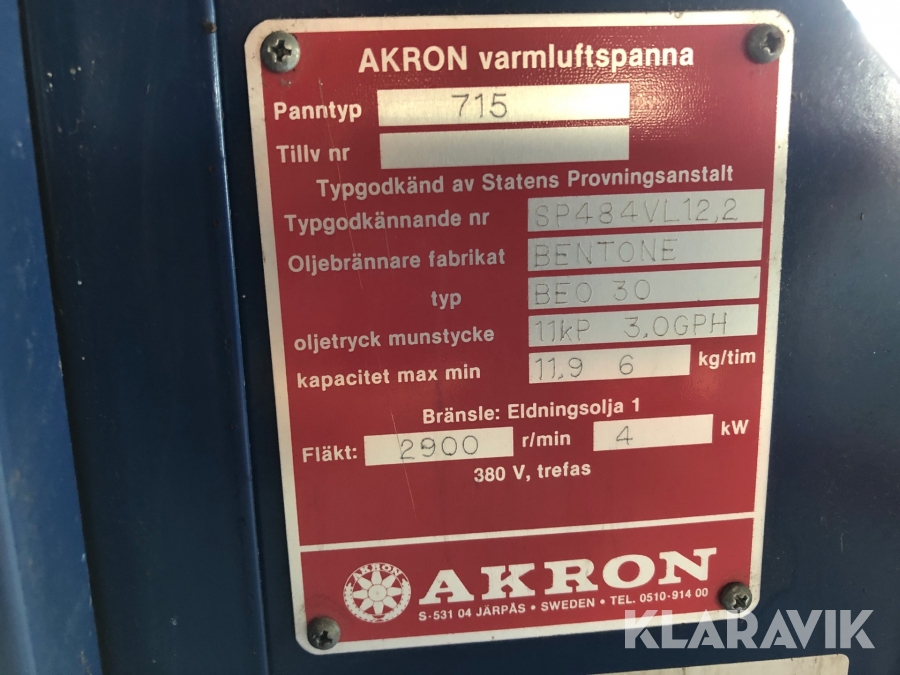 AKRON varmluftspanna
Panntyp 715
Tillv nr
Typgodkänd av Statens Provningsanstalt
Typgodkännande nr SP484VL12,2
Oljebrännare fabrikat BENTONE
typ BEO 30
oljetryck munstycke 11kP 3,0GPH
kapacitet max min 11,9 6 kg/tim
Bränsle: Eldningsolja 1
Fläkt: 2900 r/min 4 kW
380 V, trefas
AKRON
AKRON
S-531 04 JÄRPÅS • SWEDEN • TEL. 0510-914 00
KLARAVIK